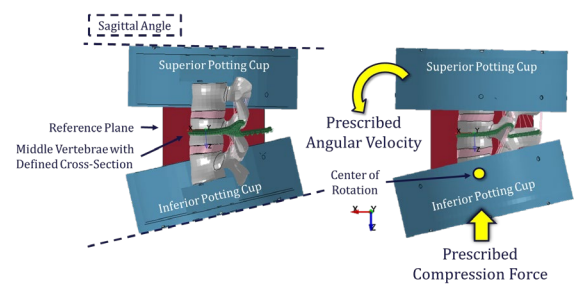 Sagittal Angle
Superior Potting Cup
Reference Plane
Middle Vertebrae with
Defined Cross-Section
Inferior Potting Cup
Y
Z
Superior Potting Cup
Prescribed
Angular Velocity
X
Y
Z
Center of
Rotation
Inferior Potting Cup
X
Y
Z
Prescribed
Compression Force